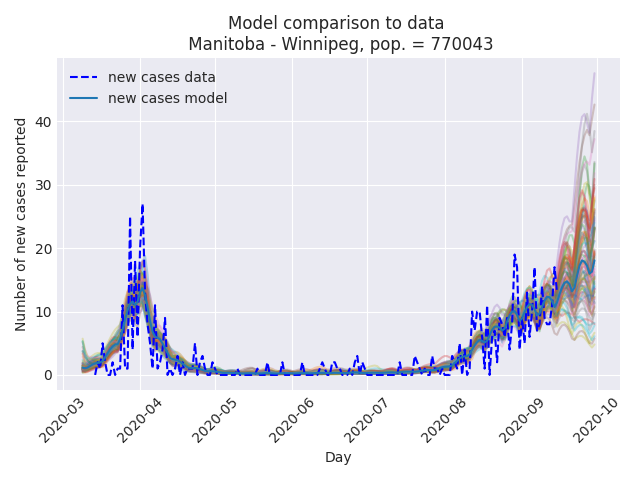 Model comparison to data
Manitoba - Winnipeg, pop. = 770043
new cases data
new cases model
Number of new cases reported
40
30
20
10
0
2020-03
2020-04
2020-05
2020-06
2020-07
2020-08
2020-09
2020-10
Day